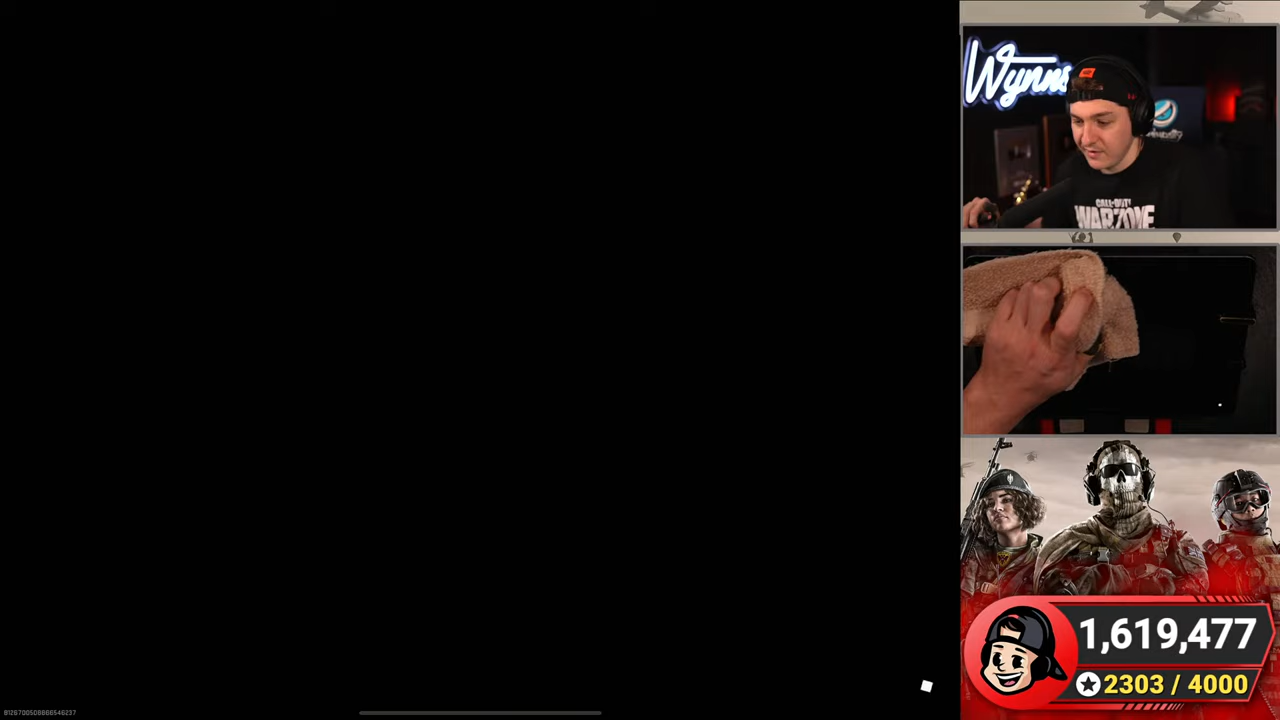 Wynns
CALL OF DUTY
WARZONE
1,619,477
2303 / 4000